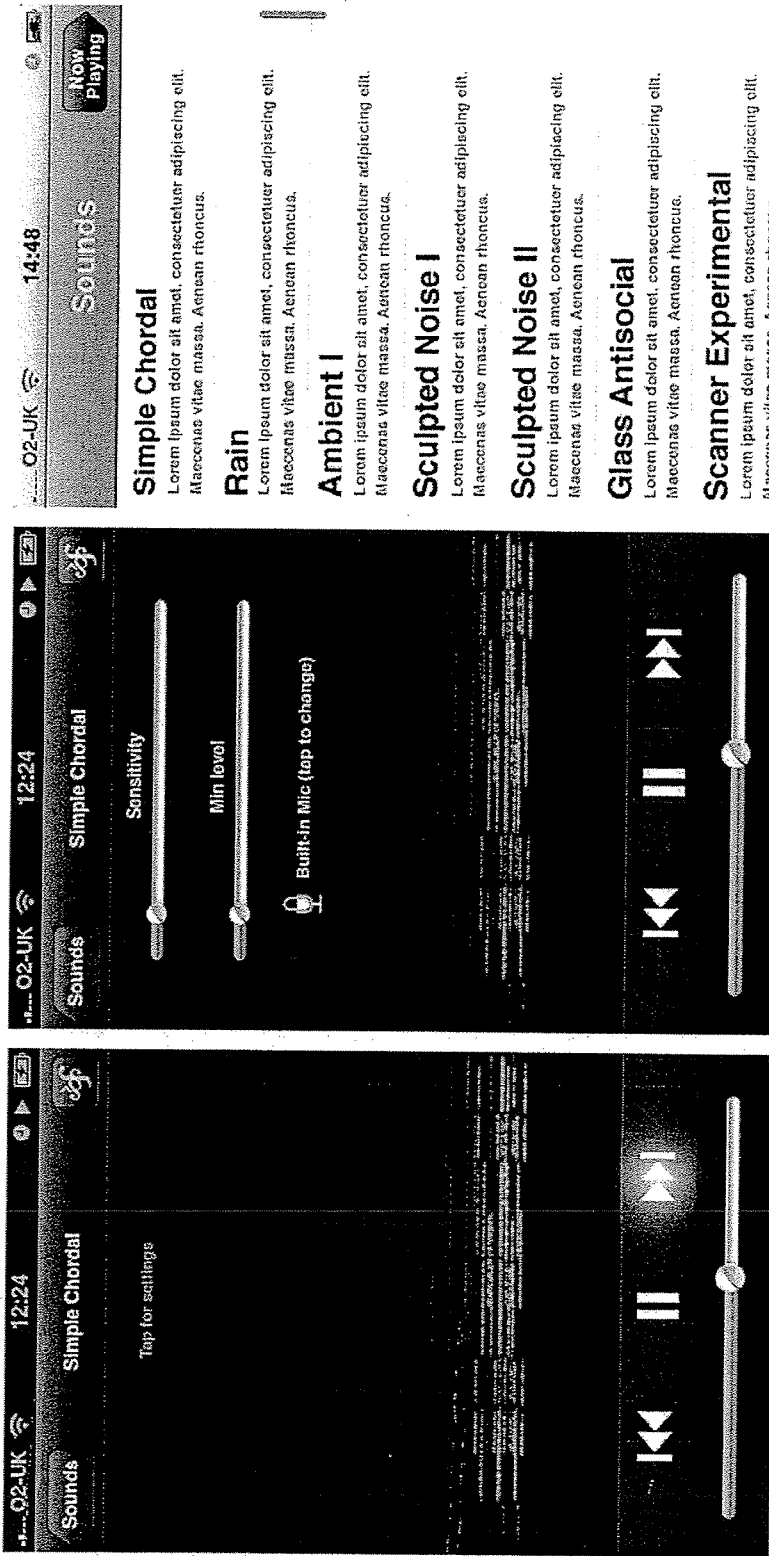 O2-UK 12:24
Sounds Simple Chordal
Tap for settings
O2-UK 12:24
Sounds Simple Chordal
Sensitivity
Min level
Built-in Mic (tap to change)
O2-UK 14:48
Sounds Now Playing
Simple Chordal
Lorem ipsum dolor sit amet, consectetuer adipiscing elit.
Maecenas vitae massa. Aenean rhoncus.
Rain
Lorem ipsum dolor sit amet, consectetuer adipiscing elit.
Maecenas vitae massa. Aenean rhoncus.
Ambient I
Lorem ipsum dolor sit amet, consectetuer adipiscing elit.
Maecenas vitae massa. Aenean rhoncus.
Sculpted Noise I
Lorem ipsum dolor sit amet, consectetuer adipiscing elit.
Maecenas vitae massa. Aenean rhoncus.
Sculpted Noise II
Lorem ipsum dolor sit amet, consectetuer adipiscing elit.
Maecenas vitae massa. Aenean rhoncus.
Glass Antisocial
Lorem ipsum dolor sit amet, consectetuer adipiscing elit.
Maecenas vitae massa. Aenean rhoncus.
Scanner Experimental
Lorem ipsum dolor sit amet, consectetuer adipiscing elit.
Maecenas vitae massa. Aenean rhoncus.